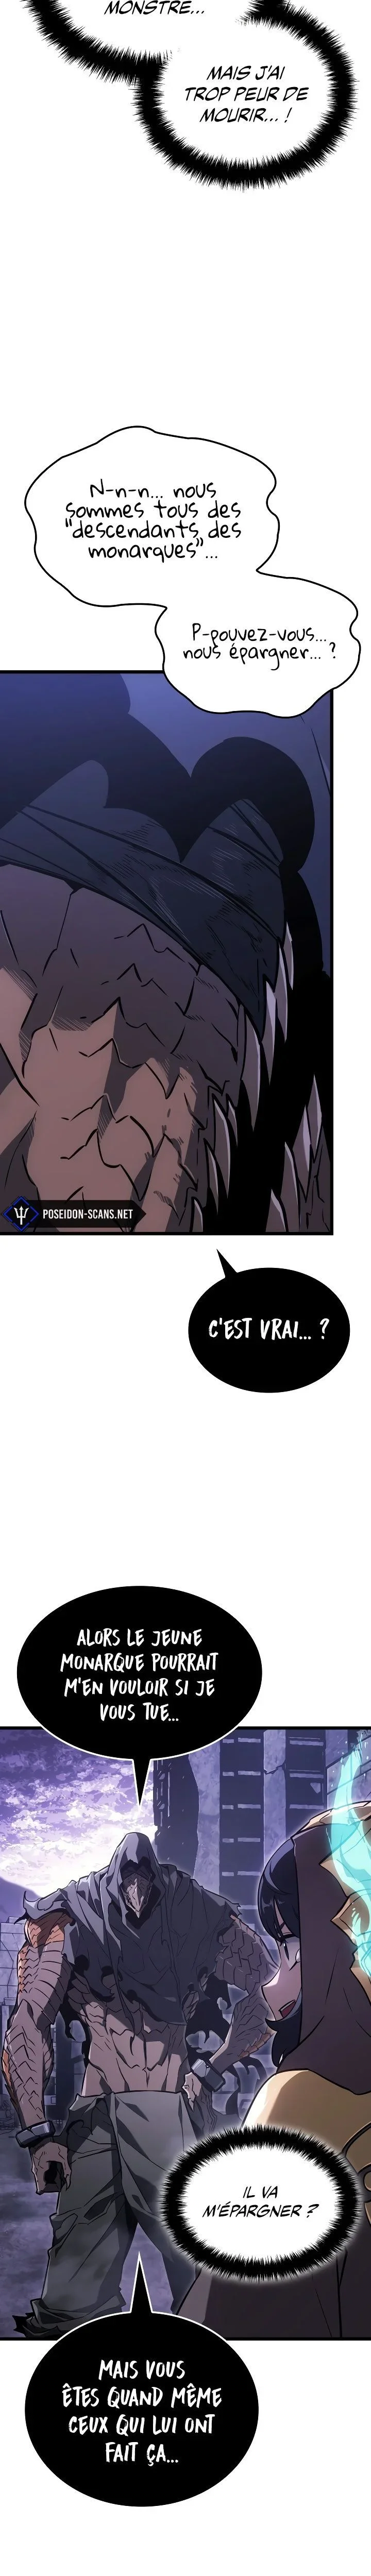 MONSTRE...
MAIS J'AI
TROP PEUR DE
MOURIR... !
N-n-n... nous
sommes tous des
"descendants des
monarques"...
P-pouvez-vous...
nous épargner... ?
POSEIDON-SCANS.NET
C'EST VRAI... ?
ALORS LE JEUNE
MONARQUE POURRAIT
M'EN VOULOIR SI JE
VOUS TUE...
IL VA
M'ÉPARGNER ?
MAIS VOUS
ÊTES QUAND MÊME
CEUX QUI LUI ONT
FAIT ÇA...